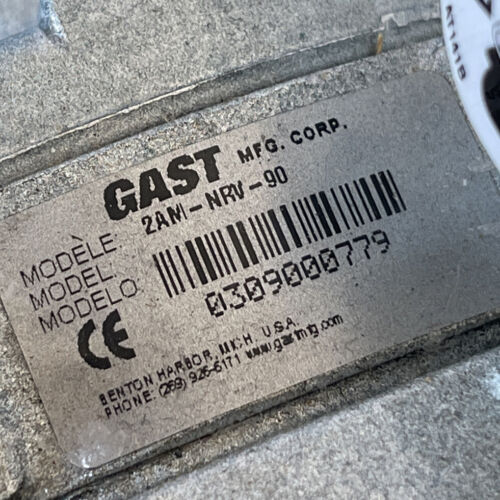 GAST MFG. CORP.
MODÈLE: 2AM-NRV-90
MODEL:
MODELO:
0309000779
CE
BENTON HARBOR, MICH. U.S.A.
PHONE: (269) 926-6171 www.gastmfg.com
AT141B